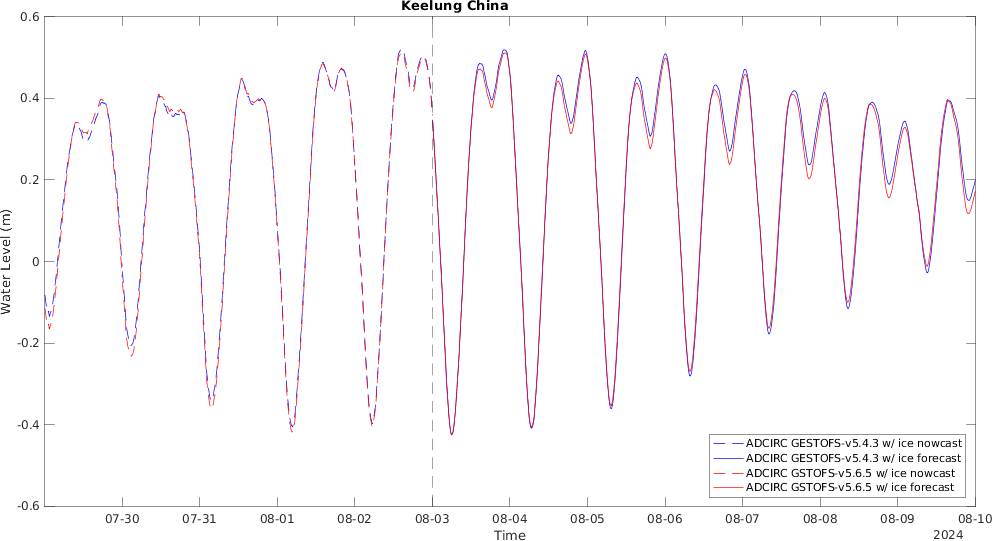 Keelung China
0.6
0.4
0.2
0
-0.2
-0.4
-0.6
Water Level (m)
ADCIRC GESTOFS-v5.4.3 w/ ice nowcast
ADCIRC GESTOFS-v5.4.3 w/ ice forecast
ADCIRC GSTOFS-v5.6.5 w/ ice nowcast
ADCIRC GSTOFS-v5.6.5 w/ ice forecast
07-30 07-31 08-01 08-02 08-03 08-04 08-05 08-06 08-07 08-08 08-09 08-10
Time
2024